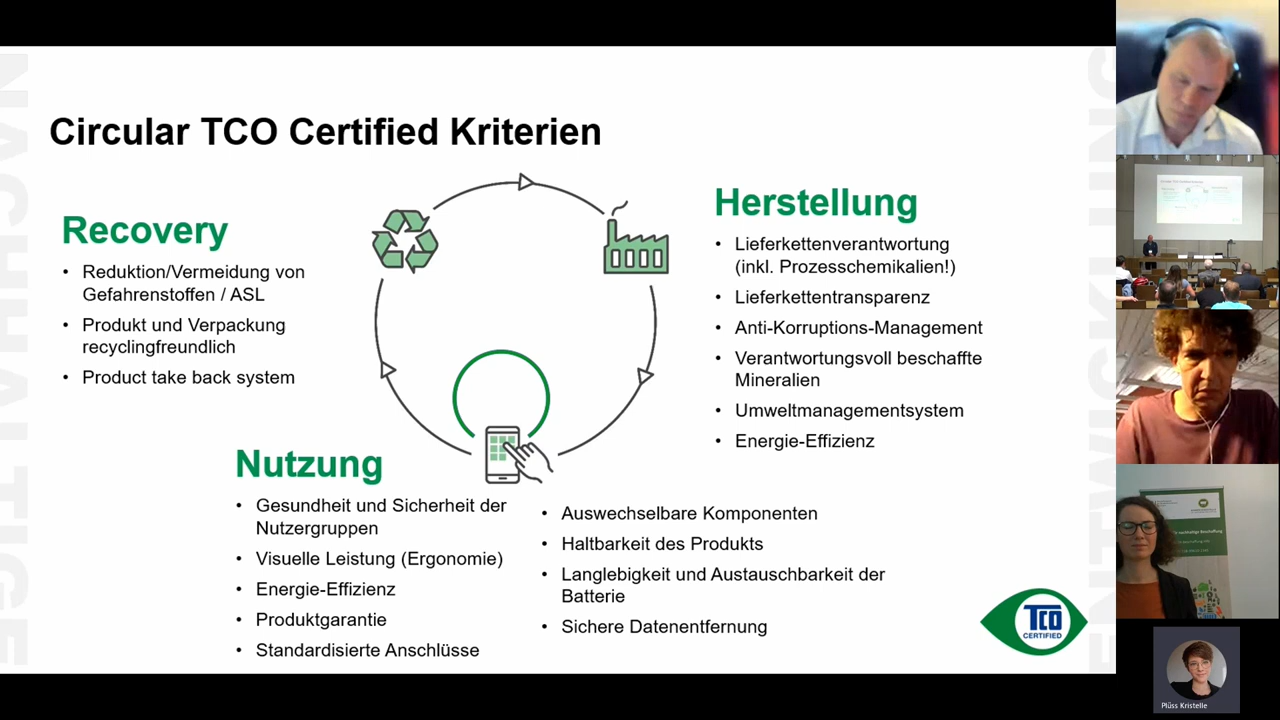 Circular TCO Certified Kriterien
Recovery
• Reduktion/Vermeidung von
Gefahrenstoffen / ASL
• Produkt und Verpackung
recyclingfreundlich
• Product take back system
Herstellung
• Lieferkettenverantwortung
(inkl. Prozesschemikalien!)
• Lieferkettentransparenz
• Anti-Korruptions-Management
• Verantwortungsvoll beschaffte
Mineralien
• Umweltmanagementsystem
• Energie-Effizienz
Nutzung
• Gesundheit und Sicherheit der
Nutzergruppen
• Visuelle Leistung (Ergonomie)
• Energie-Effizienz
• Produktgarantie
• Standardisierte Anschlüsse
• Auswechselbare Komponenten
• Haltbarkeit des Produkts
• Langlebigkeit und Austauschbarkeit der
Batterie
• Sichere Datenentfernung
TCO
CERTIFIED
Plüss Kristelle